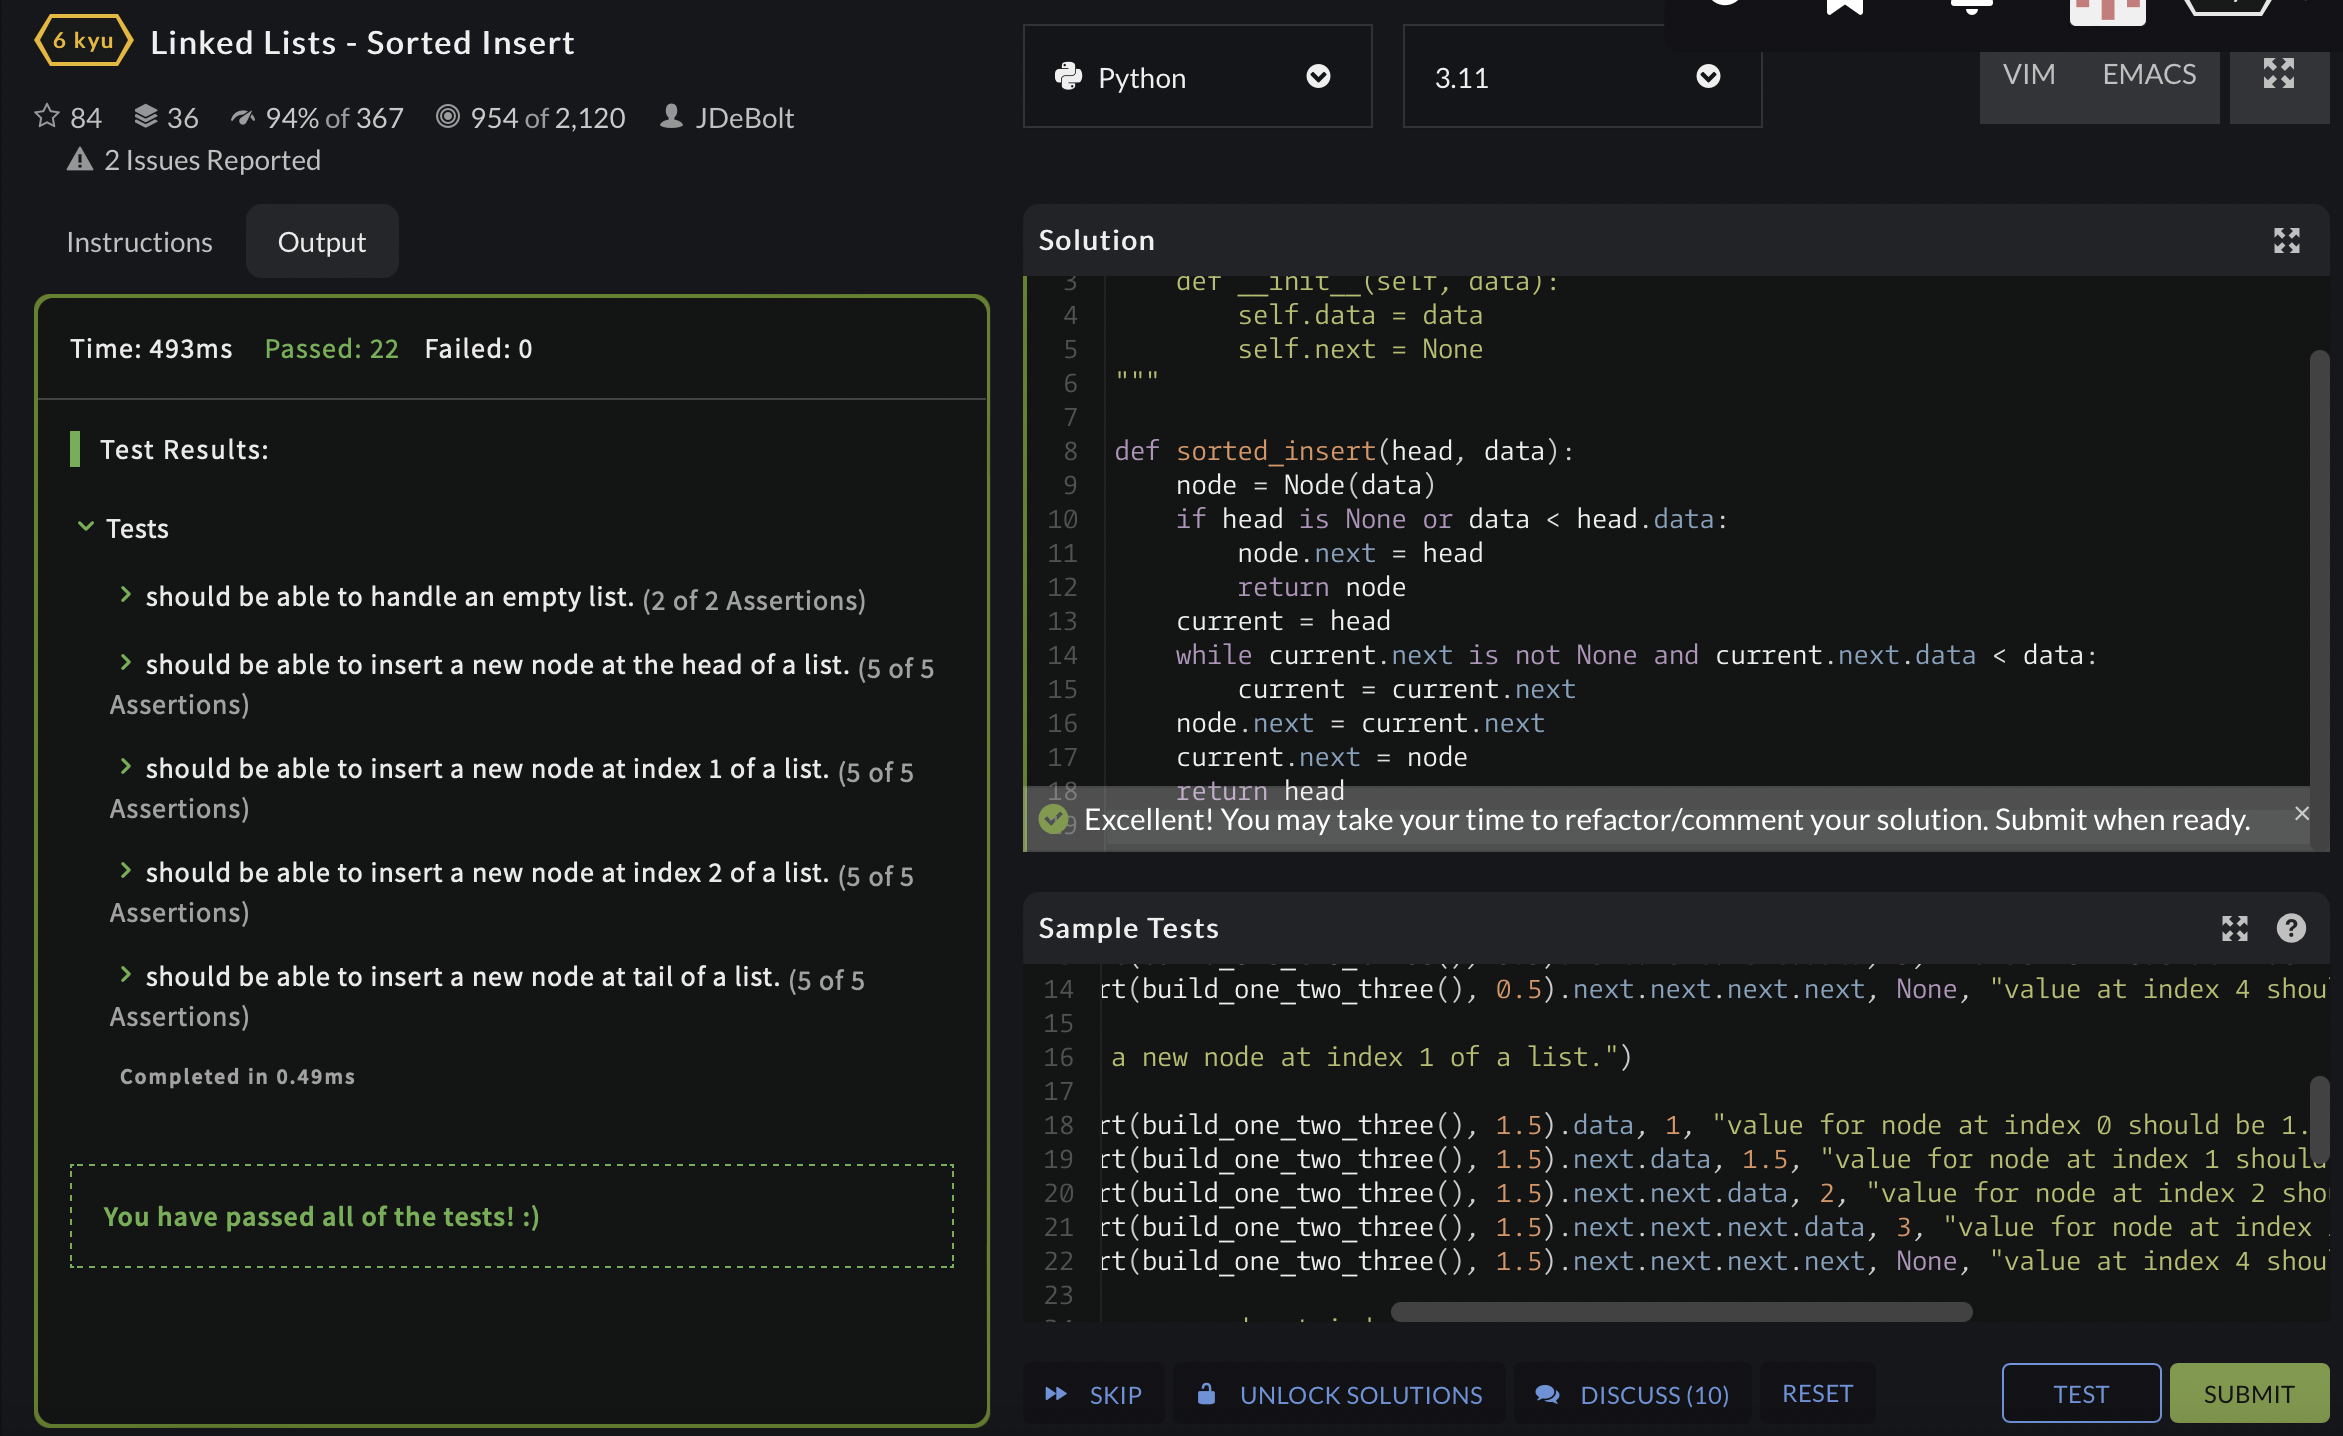 6 kyu Linked Lists - Sorted Insert
84 36 94% of 367 954 of 2,120 JDeBolt
2 Issues Reported
Instructions Output
Time: 493ms Passed: 22 Failed: 0
Test Results:
Tests
should be able to handle an empty list. (2 of 2 Assertions)
should be able to insert a new node at the head of a list. (5 of 5
Assertions)
should be able to insert a new node at index 1 of a list. (5 of 5
Assertions)
should be able to insert a new node at index 2 of a list. (5 of 5
Assertions)
should be able to insert a new node at tail of a list. (5 of 5
Assertions)
Completed in 0.49ms
You have passed all of the tests! :)
Python 3.11 VIM EMACS
Solution
3     def __init__(self, data):
4         self.data = data
5         self.next = None
6 """
7
8 def sorted_insert(head, data):
9     node = Node(data)
10     if head is None or data < head.data:
11         node.next = head
12         return node
13     current = head
14     while current.next is not None and current.next.data < data:
15         current = current.next
16     node.next = current.next
17     current.next = node
18     return head
19
Excellent! You may take your time to refactor/comment your solution. Submit when ready.
Sample Tests
14 rt(build_one_two_three(), 0.5).next.next.next.next, None, "value at index 4 shou
15
16 a new node at index 1 of a list.")
17
18 rt(build_one_two_three(), 1.5).data, 1, "value for node at index 0 should be 1.
19 rt(build_one_two_three(), 1.5).next.data, 1.5, "value for node at index 1 should
20 rt(build_one_two_three(), 1.5).next.next.data, 2, "value for node at index 2 sho
21 rt(build_one_two_three(), 1.5).next.next.next.data, 3, "value for node at index
22 rt(build_one_two_three(), 1.5).next.next.next.next, None, "value at index 4 shou
23
SKIP UNLOCK SOLUTIONS DISCUSS (10) RESET TEST SUBMIT